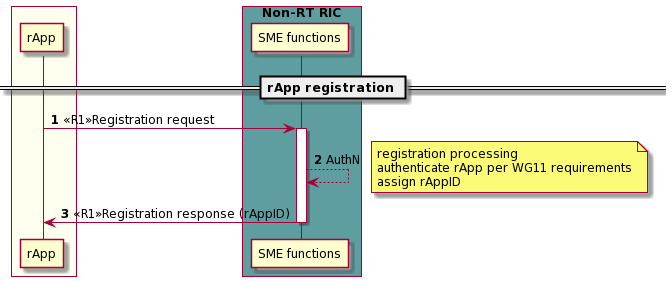 Non-RT RIC
rApp
SME functions
rApp registration
1 «R1»Registration request
2 AuthN
registration processing
authenticate rApp per WG11 requirements
assign rAppID
3 «R1»Registration response (rAppID)
rApp
SME functions